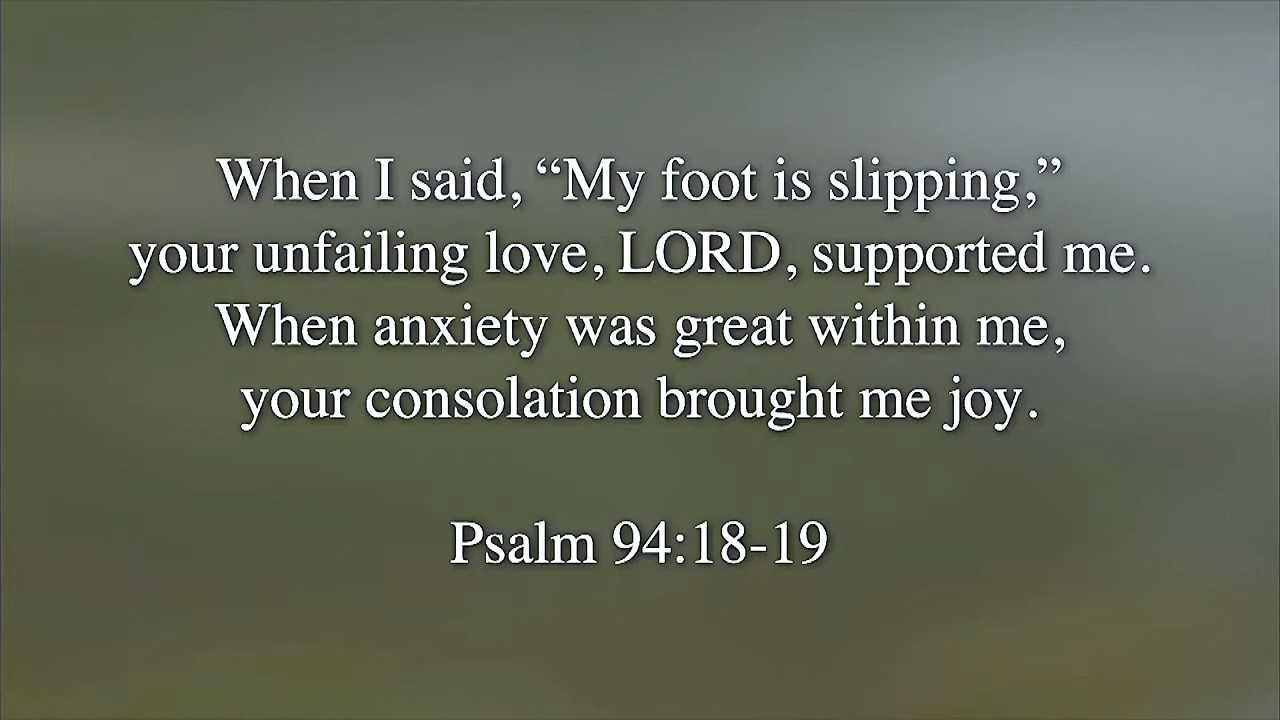 When I said, “My foot is slipping,”
your unfailing love, LORD, supported me.
When anxiety was great within me,
your consolation brought me joy.
Psalm 94:18-19